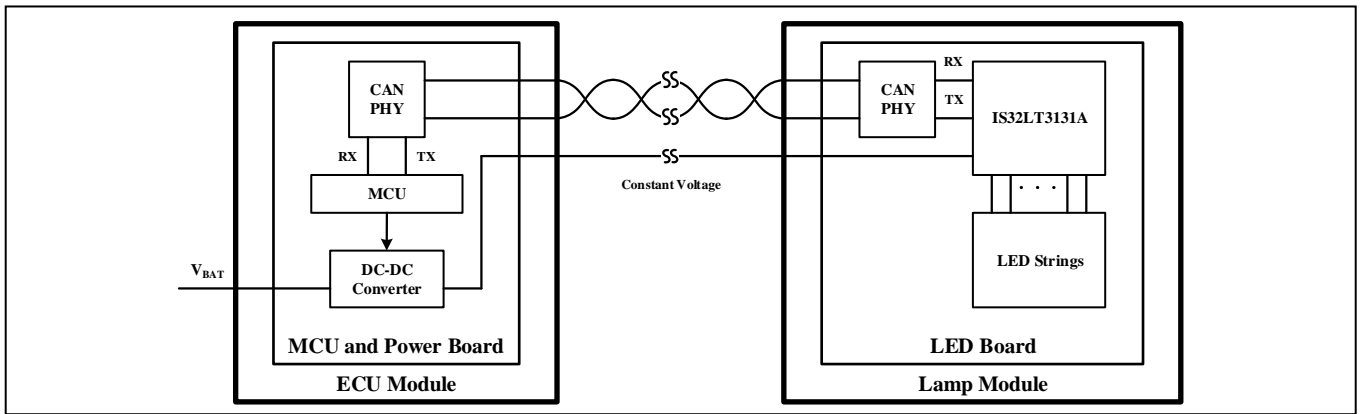 CAN
PHY
RX
TX
MCU
V_BAT
DC-DC
Converter
MCU and Power Board
ECU Module
Constant Voltage
CAN
PHY
RX
TX
IS32LT3131A
. . .
LED Strings
LED Board
Lamp Module